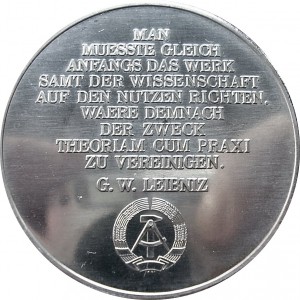 MAN
MUESSTE GLEICH
ANFANGS DAS WERK
SAMT DER WISSENSCHAFT
AUF DEN NUTZEN RICHTEN,
WAERE DEMNACH
DER ZWECK
THEORIAM CUM PRAXI
ZU VEREINIGEN.
G. W. LEIBNIZ